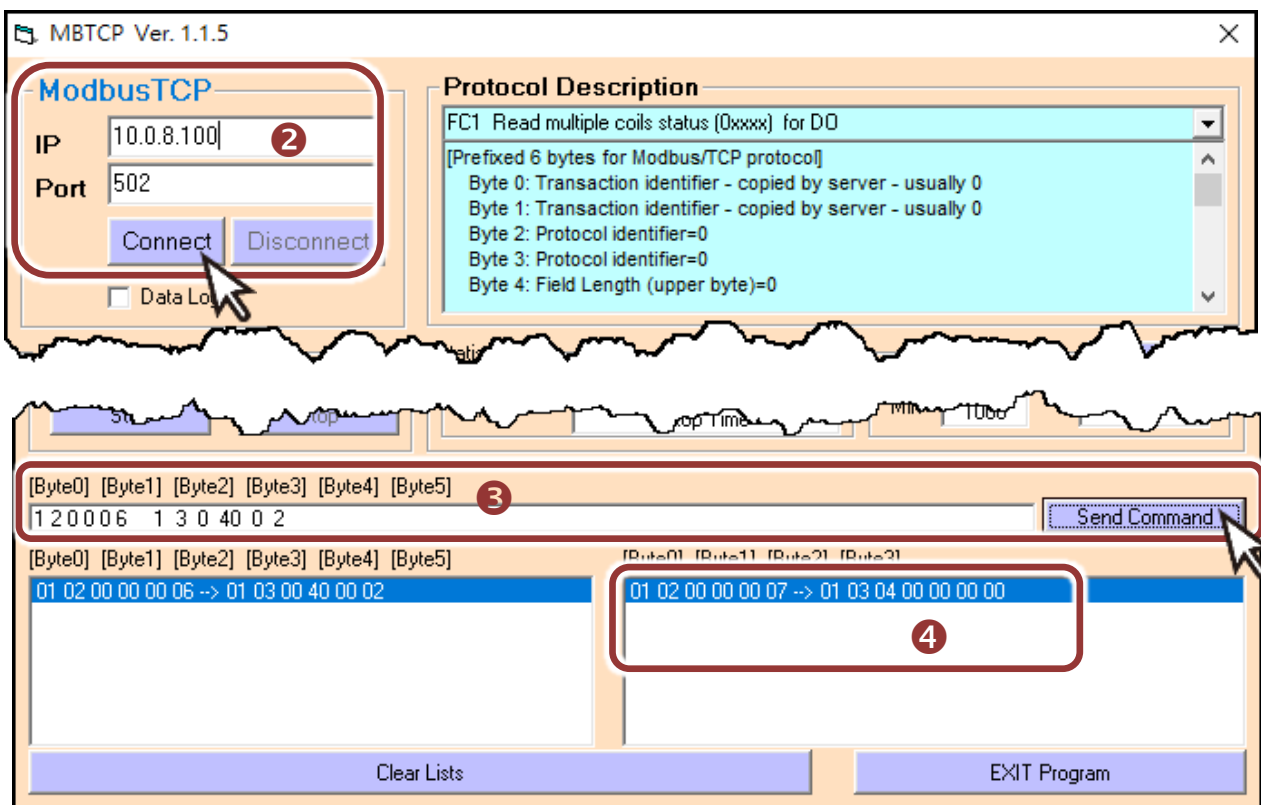 MBTCP Ver. 1.1.5
ModbusTCP
IP 10.0.8.100
2
Port 502
Connect Disconnect
Protocol Description
FC1 Read multiple coils status (0xxxx) for DO
[Prefixed 6 bytes for Modbus/TCP protocol]
Byte 0: Transaction identifier - copied by server - usually 0
Byte 1: Transaction identifier - copied by server - usually 0
Byte 2: Protocol identifier=0
Byte 3: Protocol identifier=0
Byte 4: Field Length (upper byte)=0
Data Log
[Byte0] [Byte1] [Byte2] [Byte3] [Byte4] [Byte5]
3
1 2 0 0 0 6 1 3 0 40 0 2
Send Command
[Byte0] [Byte1] [Byte2] [Byte3] [Byte4] [Byte5]
01 02 00 00 00 06 --> 01 03 00 40 00 02
[Byte0] [Byte1] [Byte2] [Byte3]
01 02 00 00 00 07 --> 01 03 04 00 00 00 00
4
Clear Lists
EXIT Program